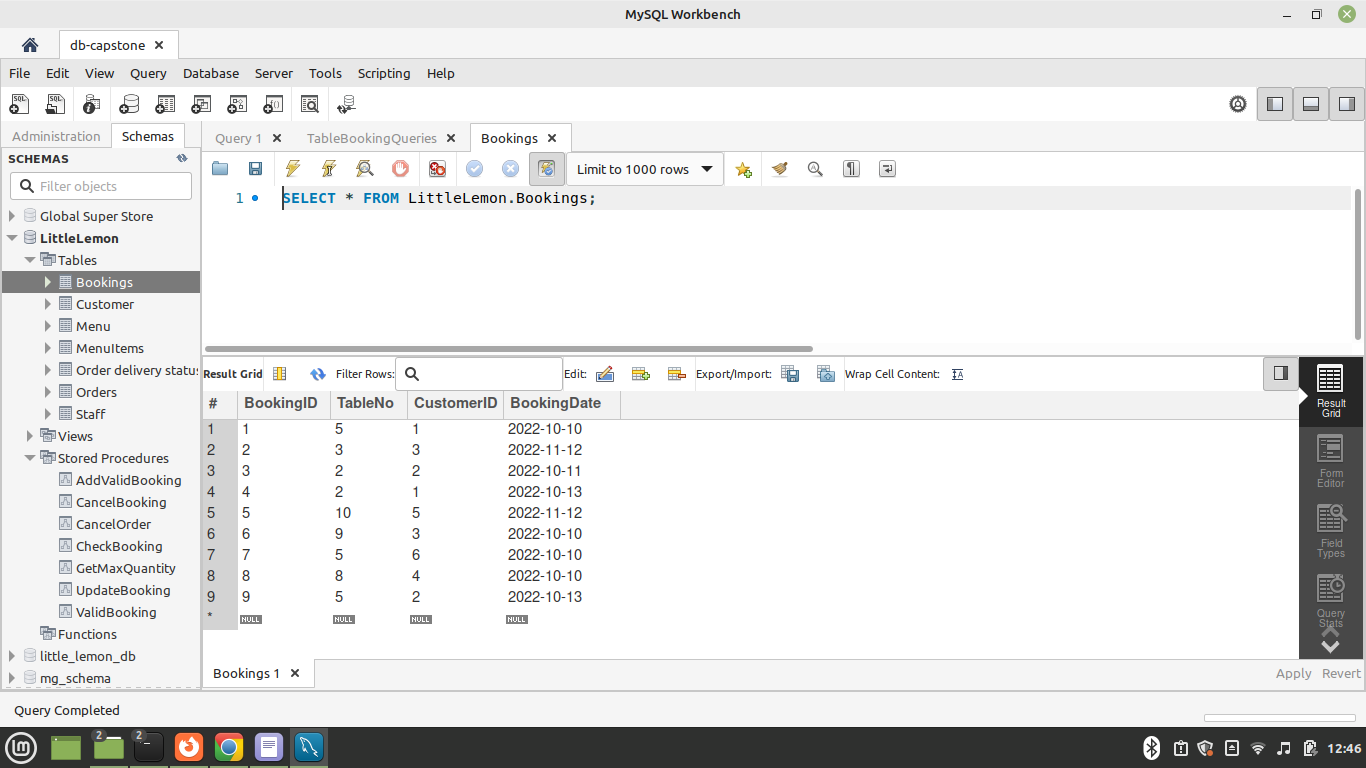 MySQL Workbench
db-capstone
File Edit View Query Database Server Tools Scripting Help
Administration Schemas
Query 1 TableBookingQueries Bookings
SCHEMAS
Filter objects
Global Super Store
LittleLemon
Tables
Bookings
Customer
Menu
MenuItems
Order delivery status
Orders
Staff
Views
Stored Procedures
AddValidBooking
CancelBooking
CancelOrder
CheckBooking
GetMaxQuantity
UpdateBooking
ValidBooking
Functions
little_lemon_db
mg_schema
Limit to 1000 rows
1 SELECT * FROM LittleLemon.Bookings;
Result Grid Filter Rows: Edit: Export/Import: Wrap Cell Content:
# BookingID TableNo CustomerID BookingDate
1 1 5 1 2022-10-10
2 2 3 3 2022-11-12
3 3 2 2 2022-10-11
4 4 2 1 2022-10-13
5 5 10 5 2022-11-12
6 6 9 3 2022-10-10
7 7 5 6 2022-10-10
8 8 8 4 2022-10-10
9 9 5 2 2022-10-13
* NULL NULL NULL NULL
Result
Grid
Form
Editor
Field
Types
Query
Stats
Bookings 1
Apply Revert
Query Completed
2 2
12:46